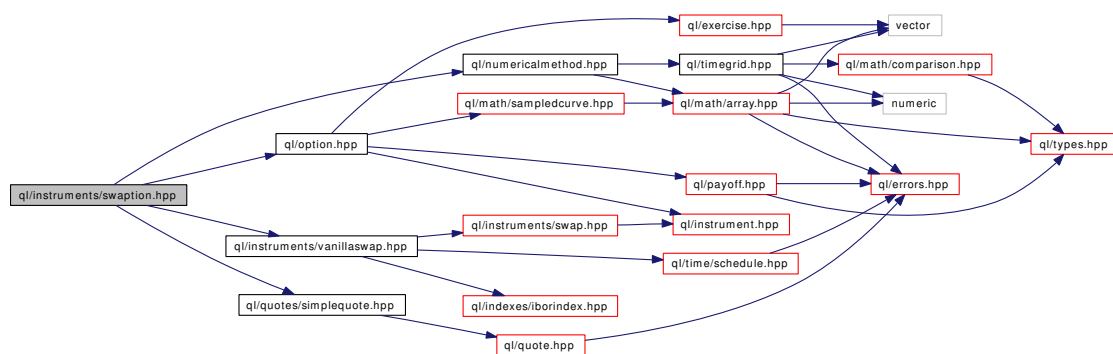 ql/exercise.hpp
vector
ql/numericalmethod.hpp
ql/timegrid.hpp
ql/math/comparison.hpp
ql/math/sampledcurve.hpp
ql/math/array.hpp
numeric
ql/option.hpp
ql/types.hpp
ql/instruments/swaption.hpp
ql/payoff.hpp
ql/errors.hpp
ql/instruments/swap.hpp
ql/instrument.hpp
ql/instruments/vanillaswap.hpp
ql/time/schedule.hpp
ql/quotes/simplequote.hpp
ql/indexes/iborindex.hpp
ql/quote.hpp